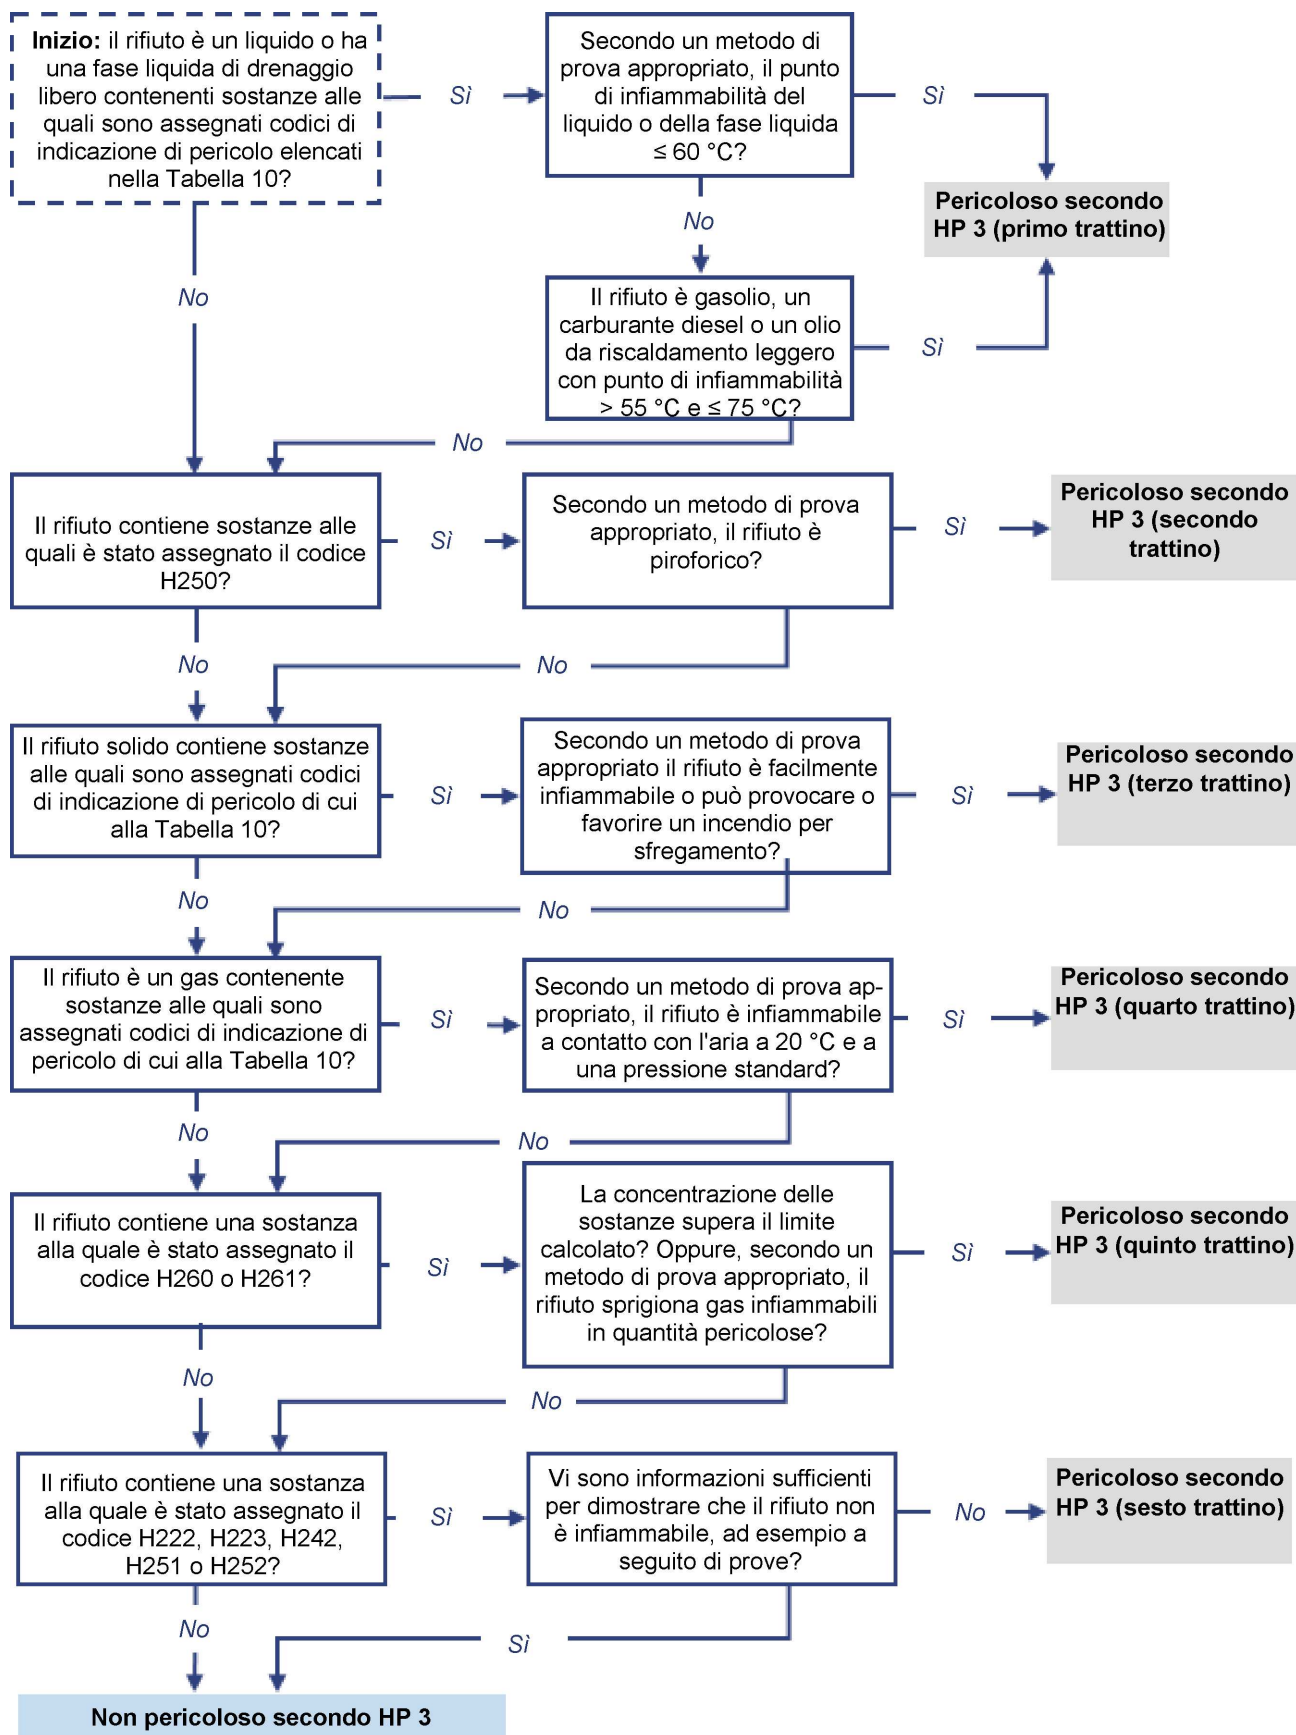 Inizio: il rifiuto è un liquido o ha
una fase liquida di drenaggio
libero contenenti sostanze alle
quali sono assegnati codici di
indicazione di pericolo elencati
nella Tabella 10?
Sì
Secondo un metodo di
prova appropriato, il punto
di infiammabilità del
liquido o della fase liquida
≤ 60 °C?
Sì
Pericoloso secondo
HP 3 (primo trattino)
No
No
Il rifiuto è gasolio, un
carburante diesel o un olio
da riscaldamento leggero
con punto di infiammabilità
> 55 °C e ≤ 75 °C?
Sì
No
Il rifiuto contiene sostanze alle
quali è stato assegnato il codice
H250?
Sì
Secondo un metodo di prova
appropriato, il rifiuto è
piroforico?
Sì
Pericoloso secondo
HP 3 (secondo
trattino)
No
No
Il rifiuto solido contiene sostanze
alle quali sono assegnati codici
di indicazione di pericolo di cui
alla Tabella 10?
Sì
Secondo un metodo di prova
appropriato il rifiuto è facilmente
infiammabile o può provocare o
favorire un incendio per
sfregamento?
Sì
Pericoloso secondo
HP 3 (terzo trattino)
No
No
Il rifiuto è un gas contenente
sostanze alle quali sono
assegnati codici di indicazione di
pericolo di cui alla Tabella 10?
Sì
Secondo un metodo di prova ap-
propriato, il rifiuto è infiammabile
a contatto con l'aria a 20 °C e a
una pressione standard?
Sì
Pericoloso secondo
HP 3 (quarto trattino)
No
No
Il rifiuto contiene una sostanza
alla quale è stato assegnato il
codice H260 o H261?
Sì
La concentrazione delle
sostanze supera il limite
calcolato? Oppure, secondo un
metodo di prova appropriato, il
rifiuto sprigiona gas infiammabili
in quantità pericolose?
Sì
Pericoloso secondo
HP 3 (quinto trattino)
No
No
Il rifiuto contiene una sostanza
alla quale è stato assegnato il
codice H222, H223, H242,
H251 o H252?
Sì
Vi sono informazioni sufficienti
per dimostrare che il rifiuto non
è infiammabile, ad esempio a
seguito di prove?
No
Pericoloso secondo
HP 3 (sesto trattino)
No
Sì
Non pericoloso secondo HP 3